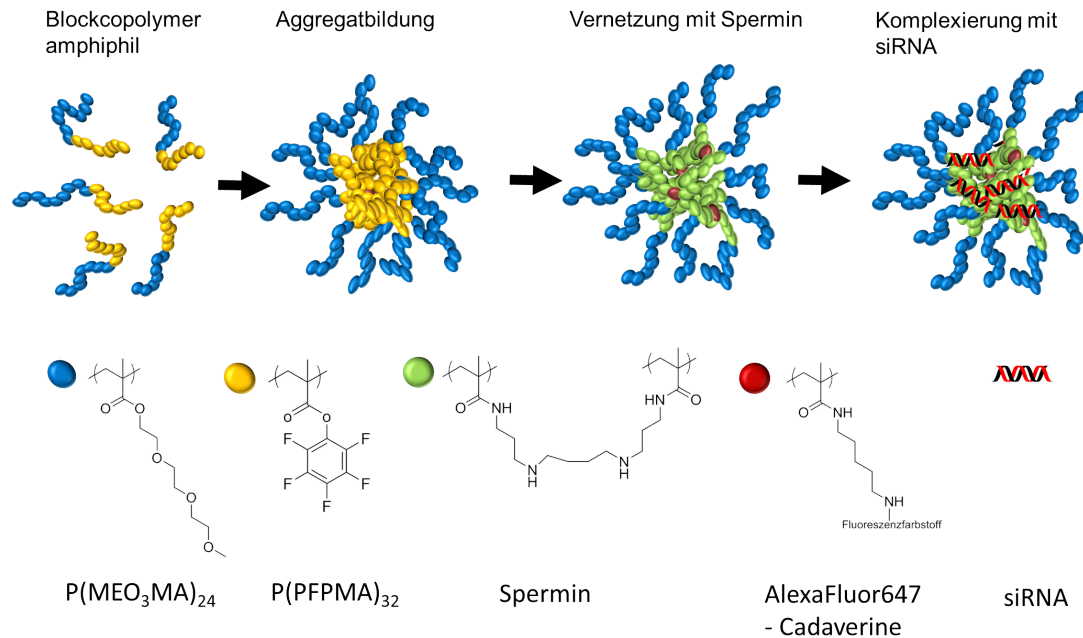 Blockcopolymer
amphiphil
Aggregatbildung
Vernetzung mit Spermin
Komplexierung mit
siRNA
O
O
O
O
O
o
o
F
F
F
F
F
O
NH
N
H
N
H
HN
O
O
NH
NH
Fluoreszenzfarbstoff
P(MEO₃MA)₂₄
P(PFPMA)₃₂
Spermin
AlexaFluor647
- Cadaverine
siRNA